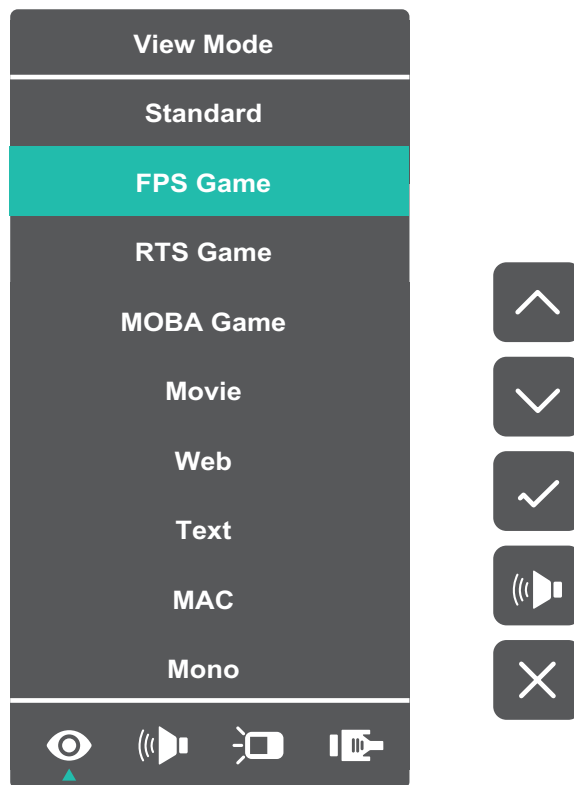 View Mode
Standard
FPS Game
RTS Game
MOBA Game
Movie
Web
Text
MAC
Mono